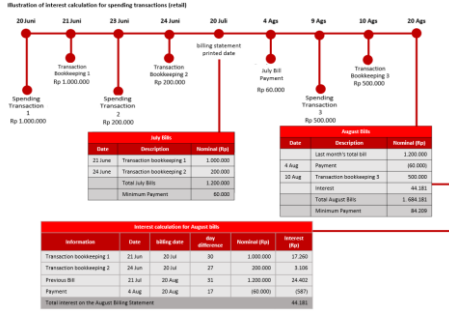 Illustration of interest calculation for spending transactions (retail)
20 Juni 21 Juni 23 Juni 24 Juni 20 Juli 4 Ags 9 Ags 10 Ags 20 Ags
billing statement
printed date
Transaction
Bookkeeping 1
Rp 1.000.000
Transaction
Bookkeeping 2
Rp 200.000
July Bill
Payment
Rp 60.000
Transaction
Bookkeeping 3
Rp 500.000
Spending
Transaction
1
Rp 1.000.000
Spending
Transaction
2
Rp 200.000
Spending
Transaction
3
Rp 500.000
July Bills
Date Description Nominal (Rp)
21 June Transaction bookkeeping 1 1.000.000
24 June Transaction bookkeeping 2 200.000
Total July Bills 1.200.000
Minimum Payment 60.000
August Bills
Date Description Nominal (Rp)
Last month's total bill 1.200.000
4 Aug Payment (60.000)
10 Aug Transaction bookkeeping 3 500.000
Interest 44.181
Total August Bills 1.684.181
Minimum Payment 84.209
Interest calculation for August bills
Information Date billing date day difference Nominal (Rp) Interest (Rp)
Transaction bookkeeping 1 21 Jun 20 Jul 30 1.000.000 17.260
Transaction bookkeeping 2 24 Jun 20 Jul 27 200.000 3.106
Previous Bill 21 Jul 20 Aug 31 1.200.000 24.402
Payment 4 Aug 20 Aug 17 (60.000) (587)
Total interest on the August Billing Statement 44.181